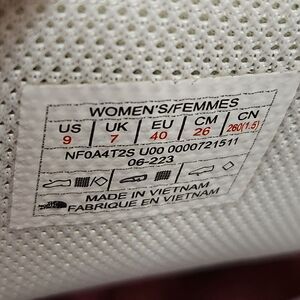 WOMEN'S/FEMMES
US UK EU CM CN
9 7 40 26 260(1.5)
NF0A4T2S U00 0000721511
06-223
MADE IN VIETNAM
FABRIQUE EN VIETNAM